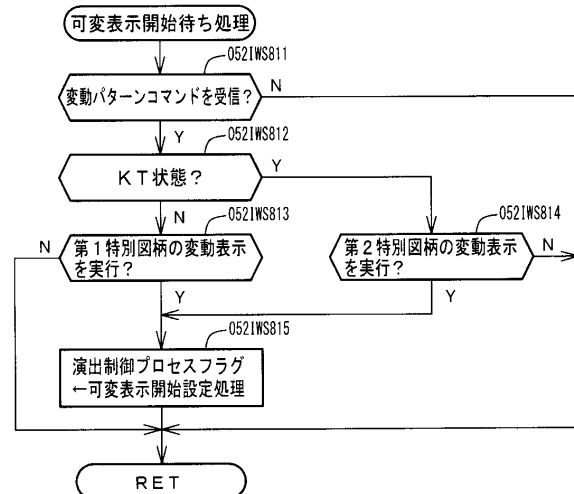 可変表示開始待ち処理
052IWS811
変動パターンコマンドを受信?
N
Y
052IWS812
KT状態?
Y
N
052IWS813
052IWS814
N
第1特別図柄の変動表示
を実行?
第2特別図柄の変動表示
を実行?
N
Y
Y
052IWS815
演出制御プロセスフラグ
←可変表示開始設定処理
RET